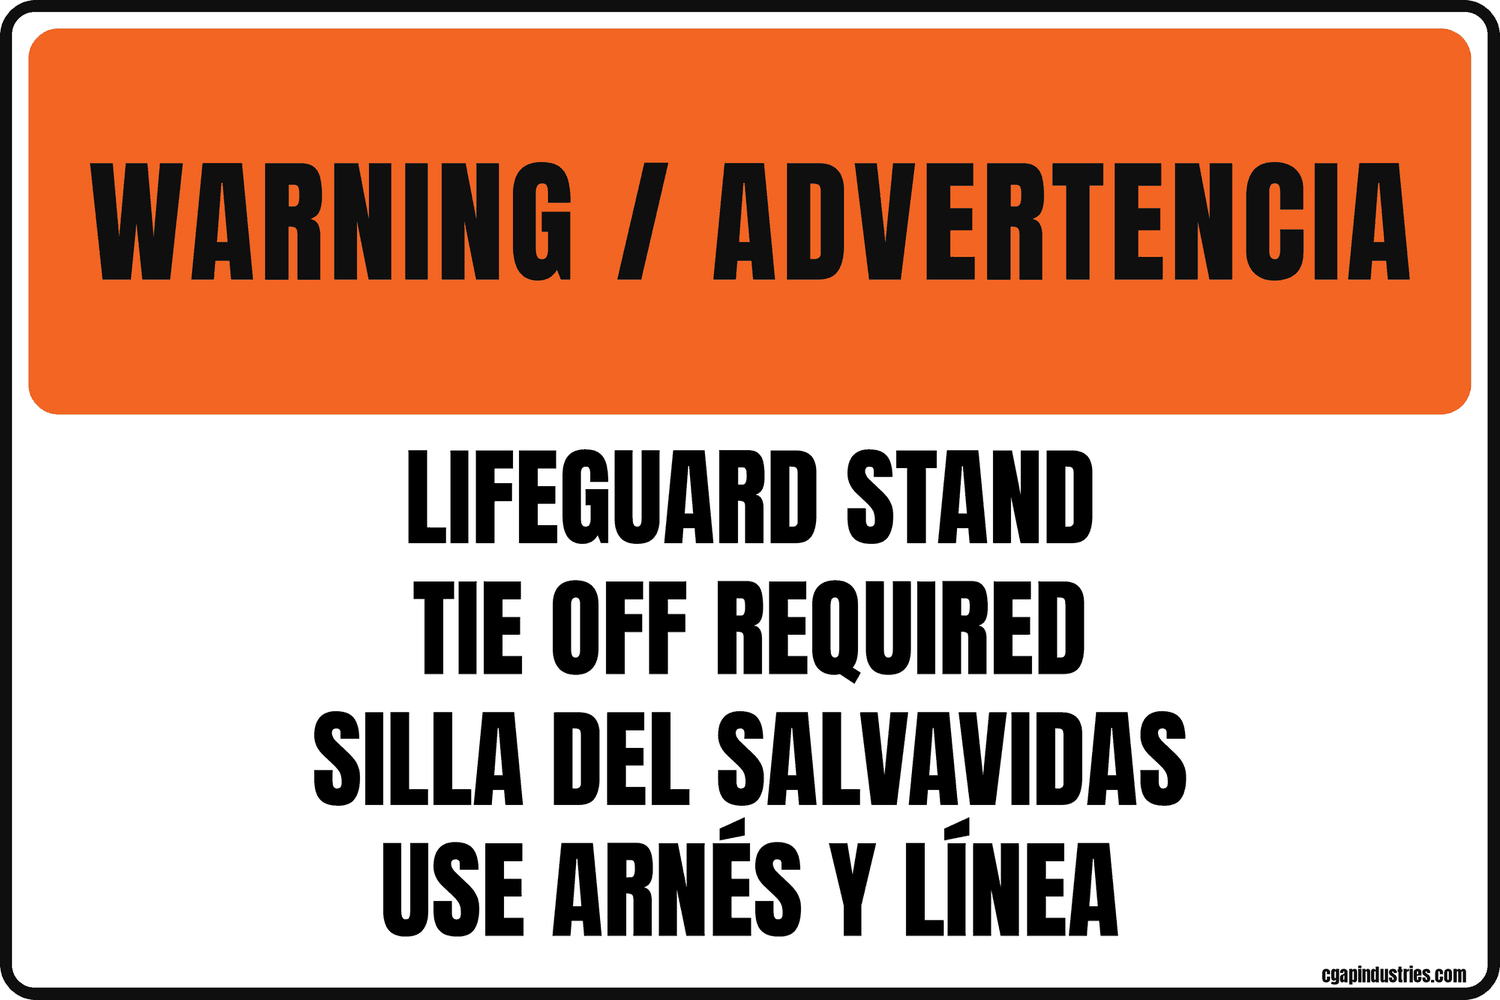 WARNING / ADVERTENCIA
LIFEGUARD STAND
TIE OFF REQUIRED
SILLA DEL SALVAVIDAS
USE ARNÉS Y LÍNEA
cgapindustries.com